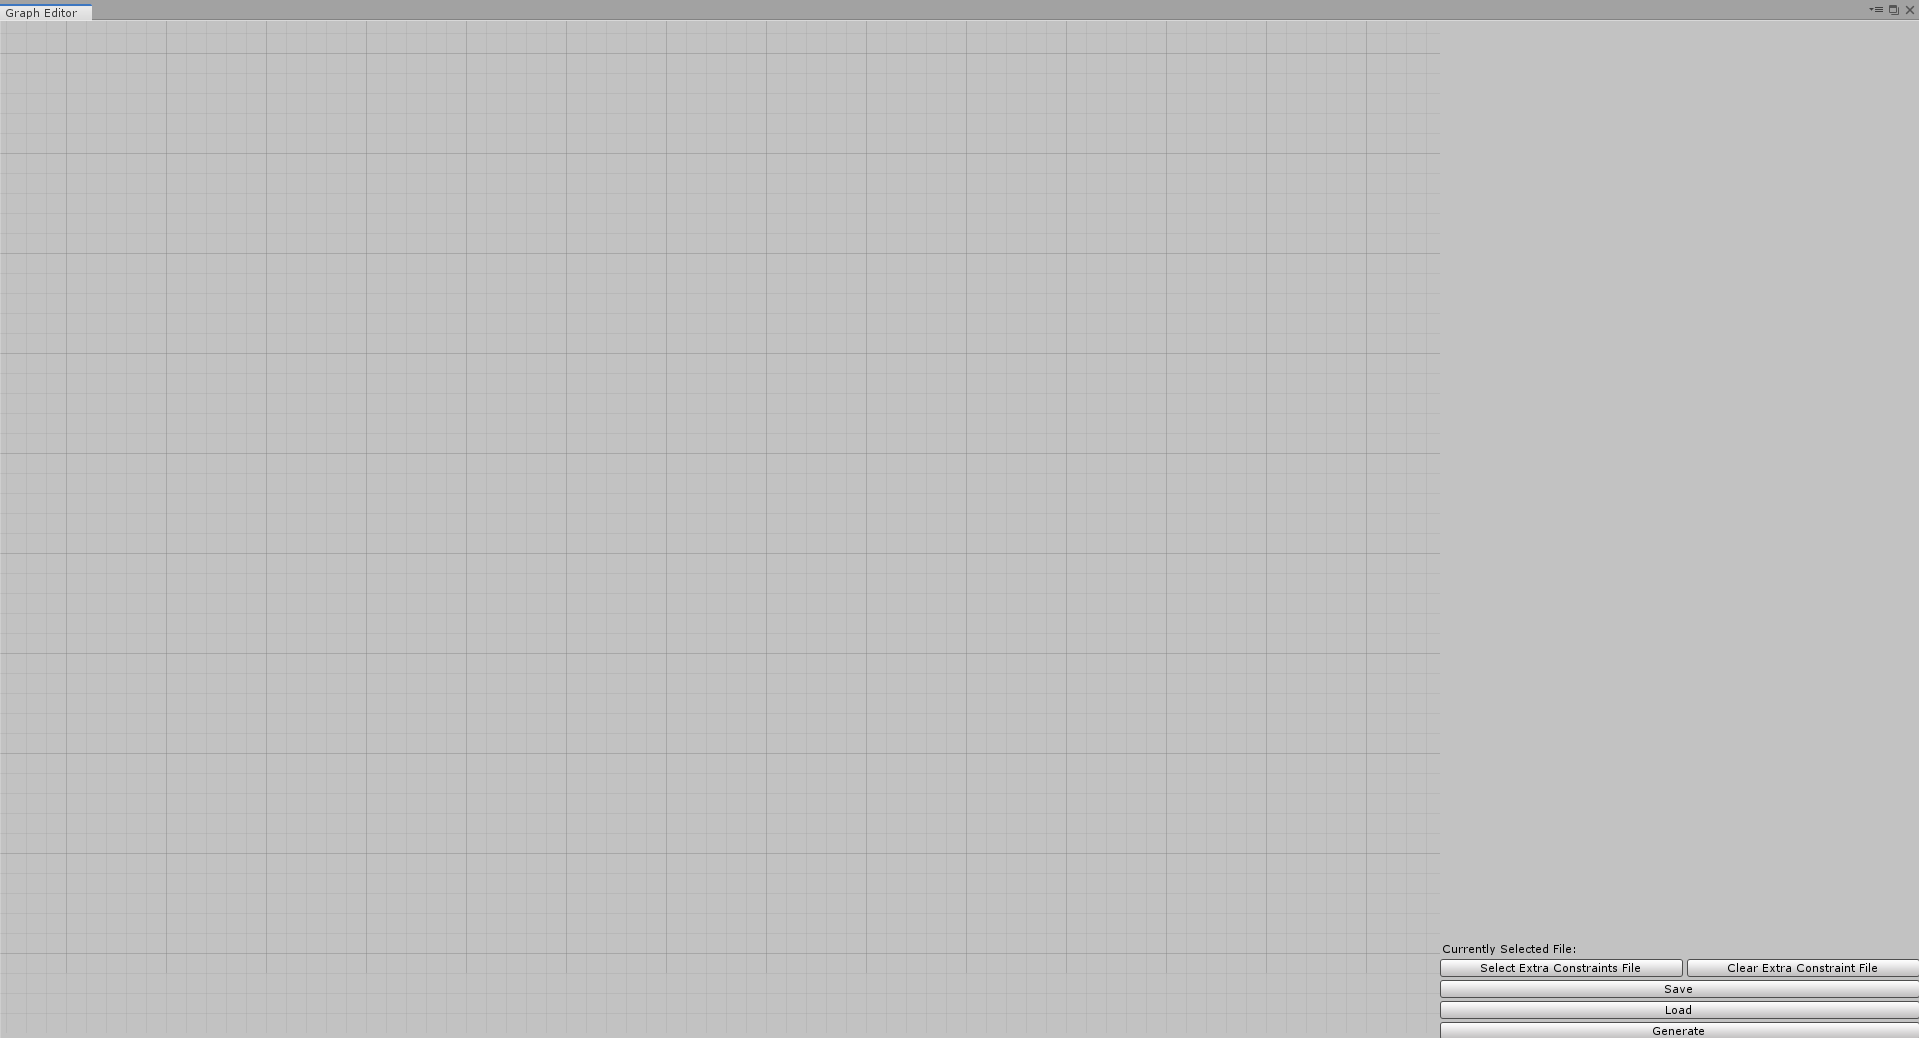 Graph Editor
Currently Selected File:
Select Extra Constraints File Clear Extra Constraint File
Save
Load
Generate